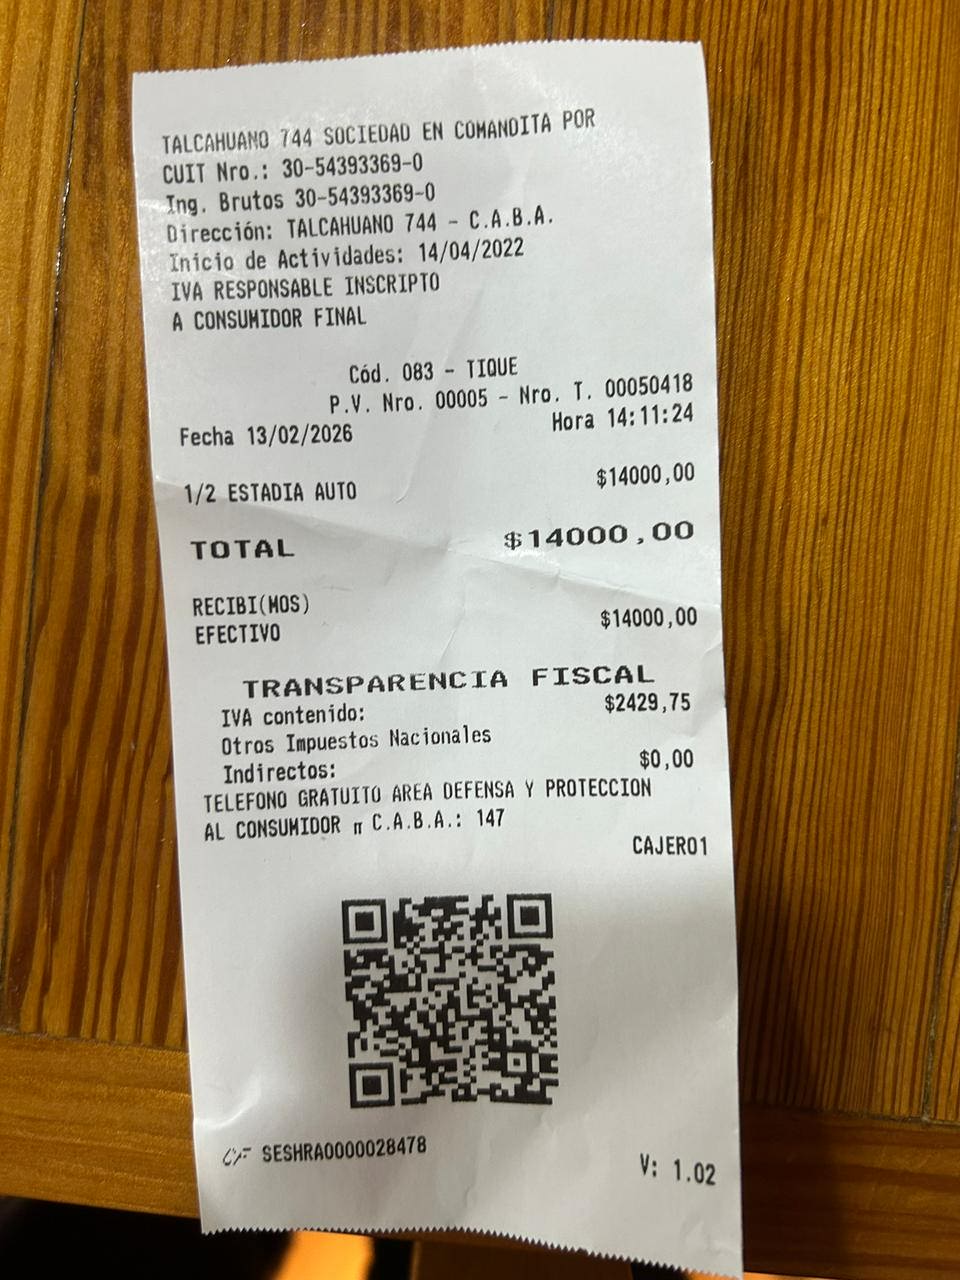 TALCAHUANO 744 SOCIEDAD EN COMANDITA POR
CUIT Nro.: 30-54393369-0
Ing. Brutos 30-54393369-0
Dirección: TALCAHUANO 744 - C.A.B.A.
Inicio de Actividades: 14/04/2022
IVA RESPONSABLE INSCRIPTO
A CONSUMIDOR FINAL
Cód. 083 - TIQUE
P.V. Nro. 00005 - Nro. T. 00050418
Fecha 13/02/2026 Hora 14:11:24
1/2 ESTADIA AUTO $14000,00
TOTAL $14000,00
RECIBI(MOS)
EFECTIVO $14000,00
TRANSPARENCIA FISCAL
IVA contenido: $2429,75
Otros Impuestos Nacionales
Indirectos: $0,00
TELEFONO GRATUITO AREA DEFENSA Y PROTECCION
AL CONSUMIDOR π C.A.B.A.: 147
CAJERO1
CF SESHRA0000028478
V: 1.02